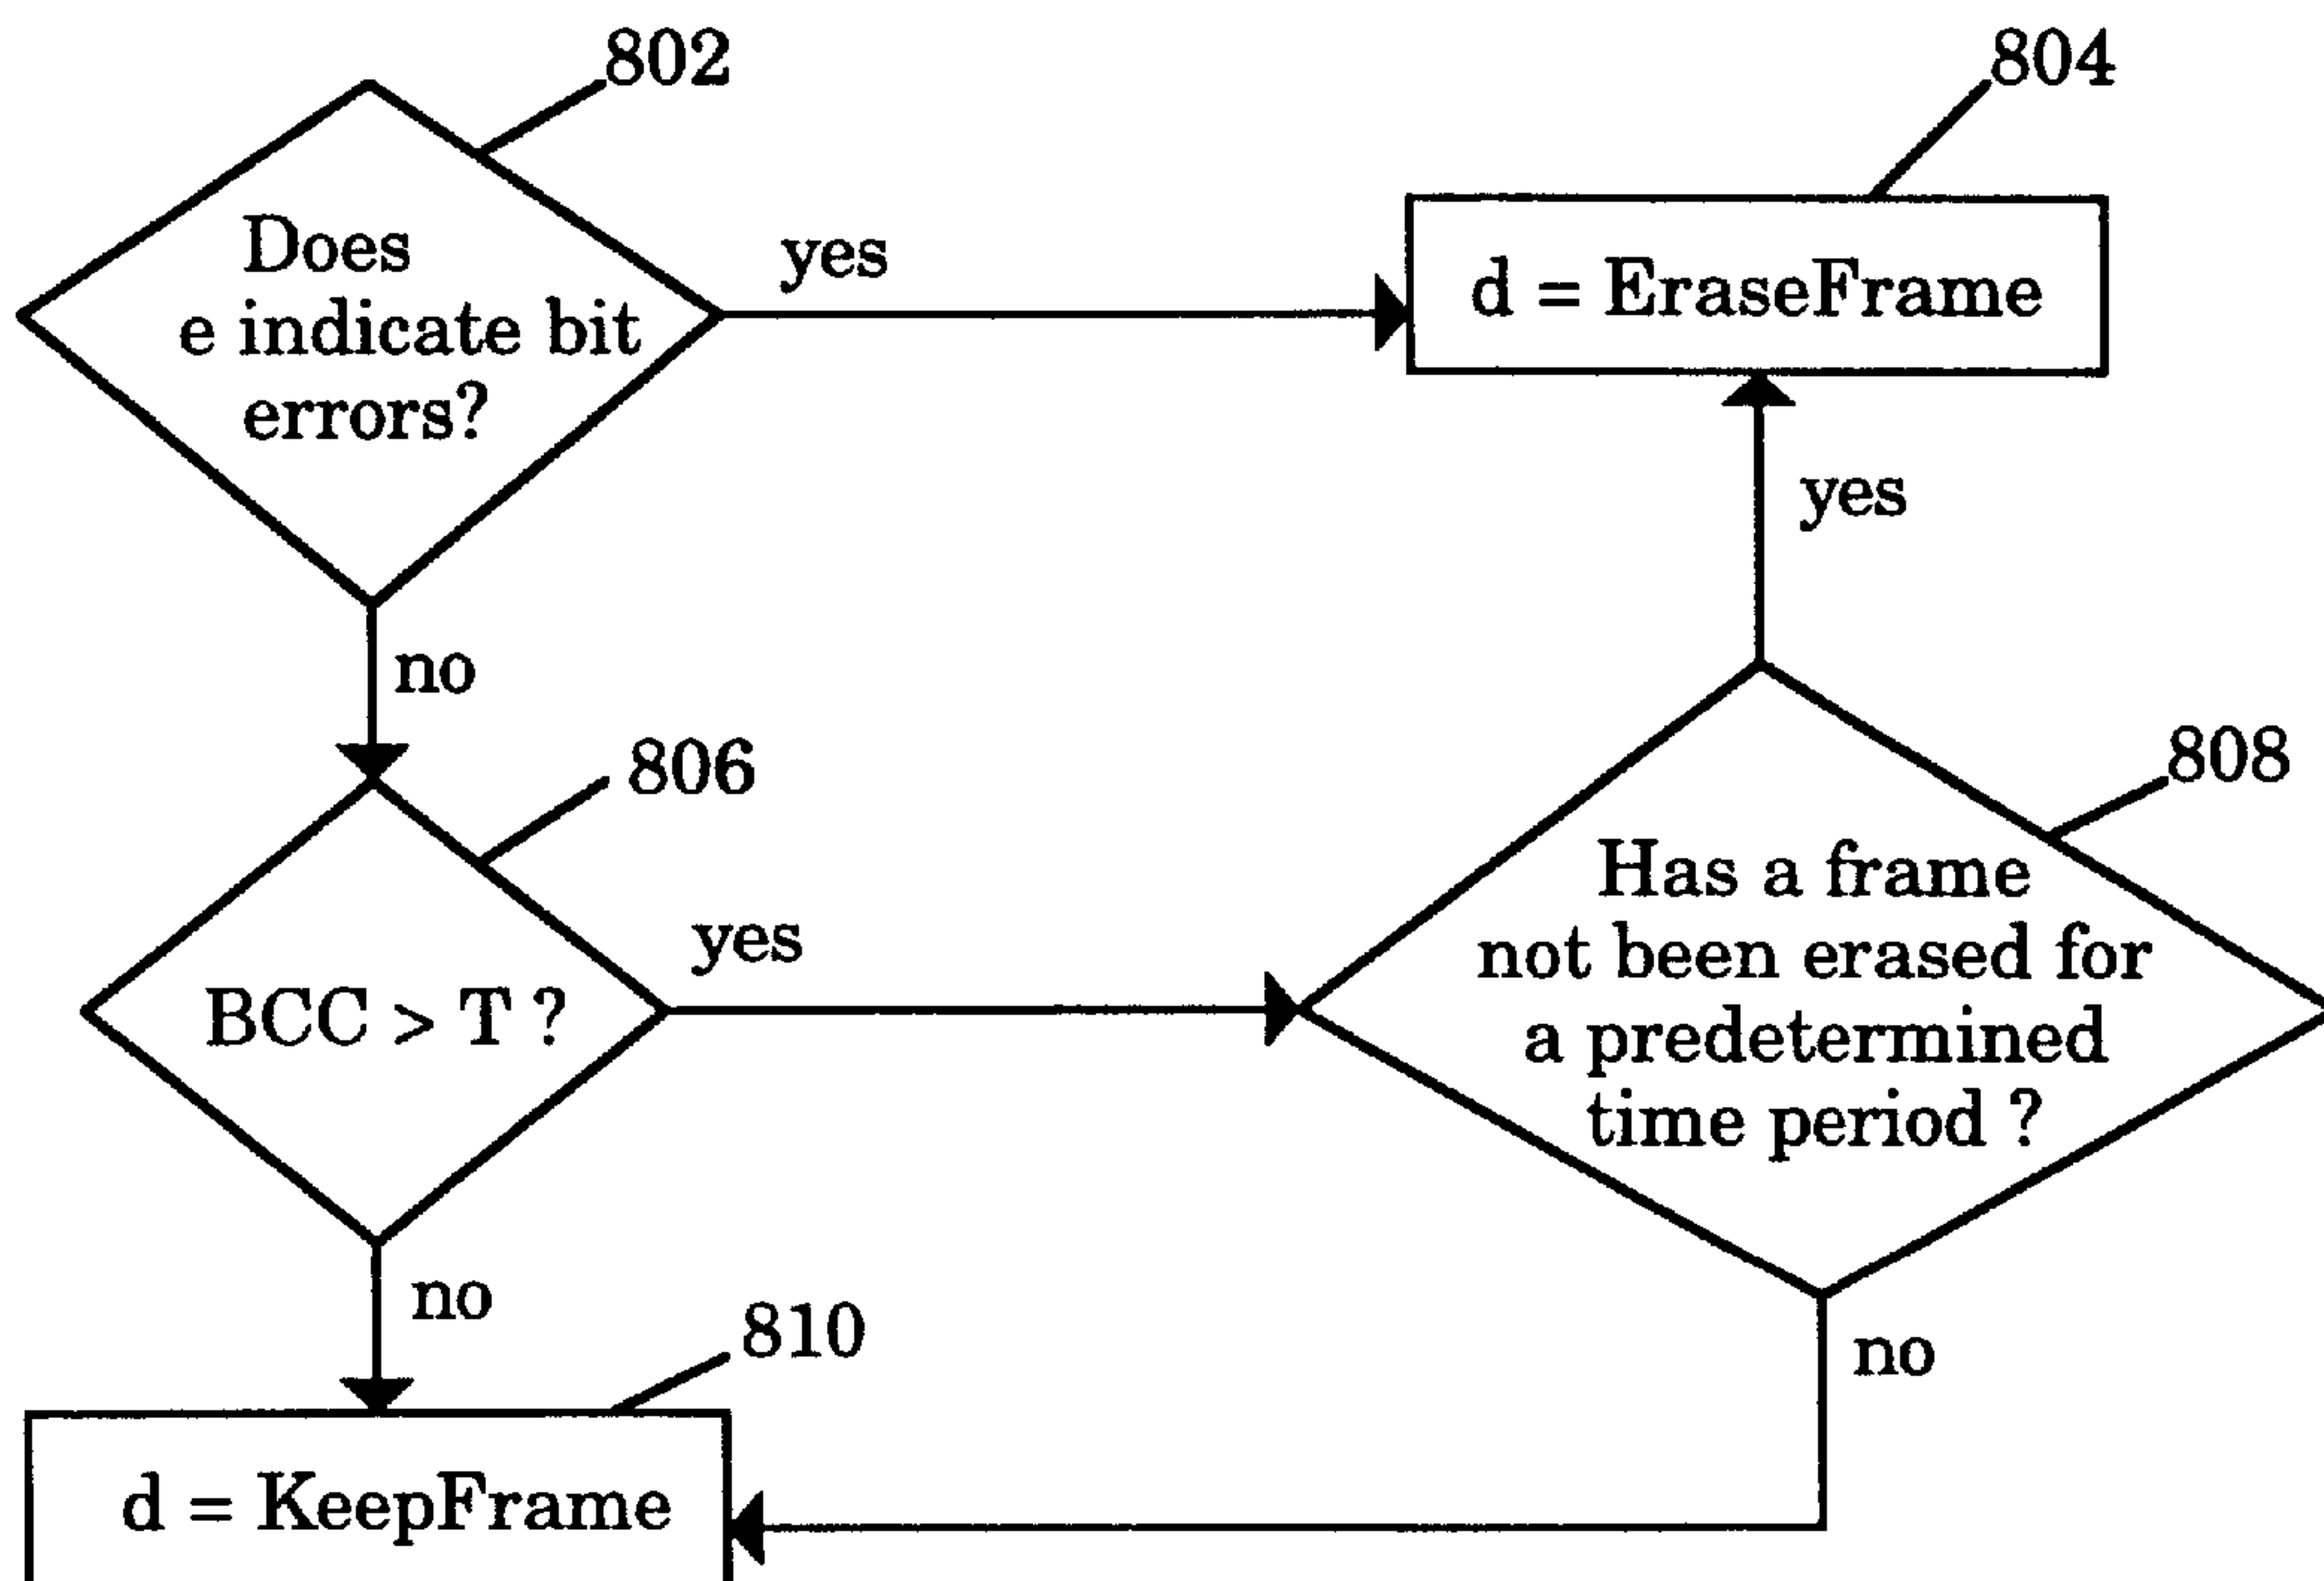 802
Does
e indicate bit
errors?
yes
804
d = EraseFrame
yes
no
806
BCC > T ?
yes
808
Has a frame
not been erased for
a predetermined
time period ?
no
810
d = KeepFrame
no